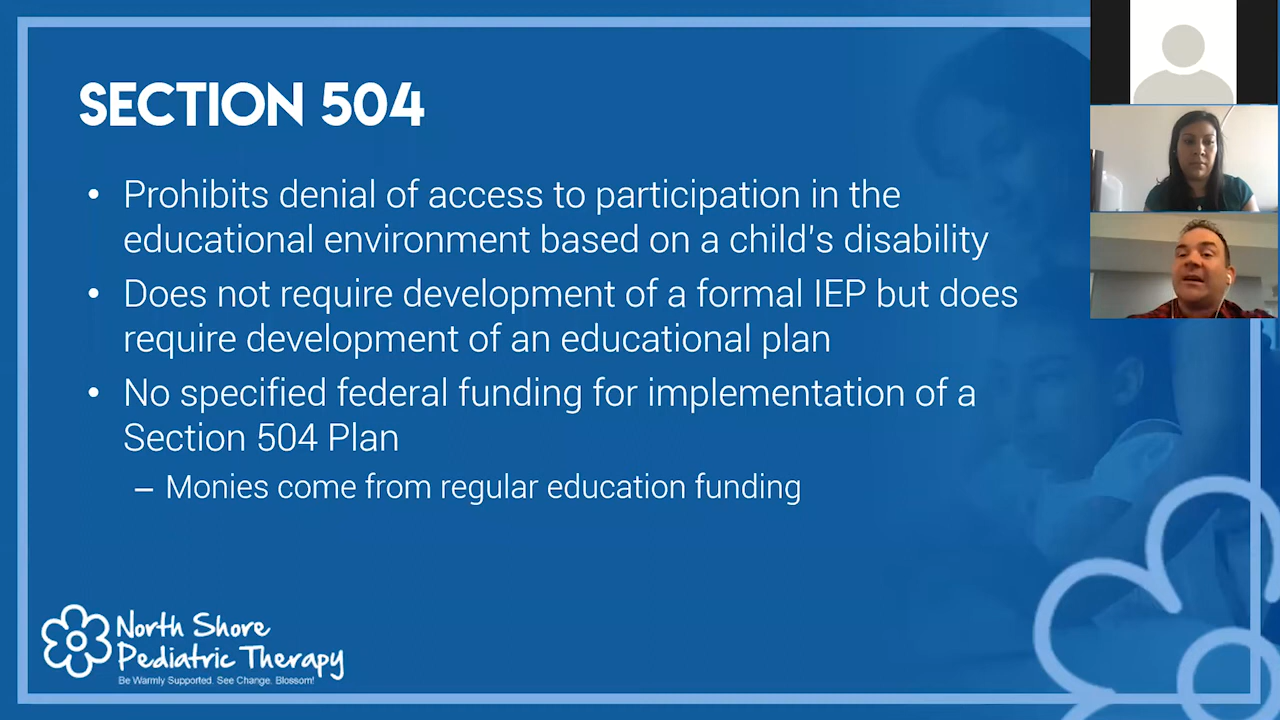 SECTION 504
• Prohibits denial of access to participation in the
educational environment based on a child's disability
• Does not require development of a formal IEP but does
require development of an educational plan
• No specified federal funding for implementation of a
Section 504 Plan
– Monies come from regular education funding
North Shore
Pediatric Therapy
Be Warmly Supported. See Change. Blossom!